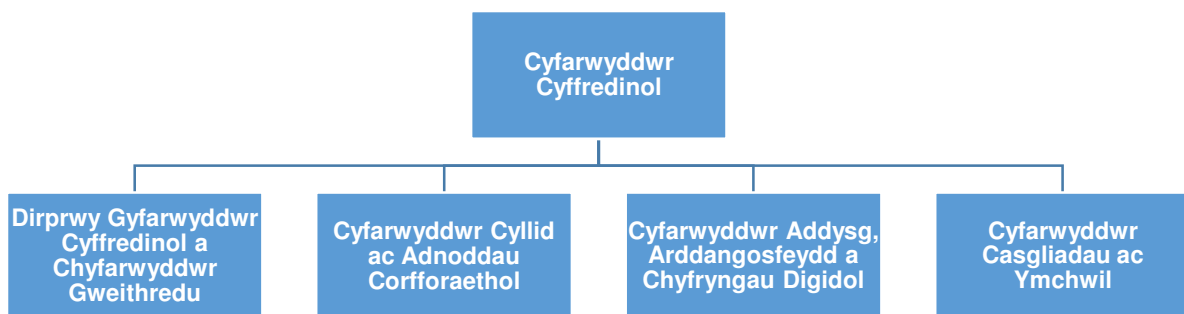 Cyfarwyddwr
Cyffredinol
Dirprwy Gyfarwyddwr
Cyffredinol a
Chyfarwyddwr
Gweithredu
Cyfarwyddwr Cyllid
ac Adnoddau
Corfforaethol
Cyfarwyddwr Addysg,
Arddangosfeydd a
Chyfryngau Digidol
Cyfarwyddwr
Casgliadau ac
Ymchwil